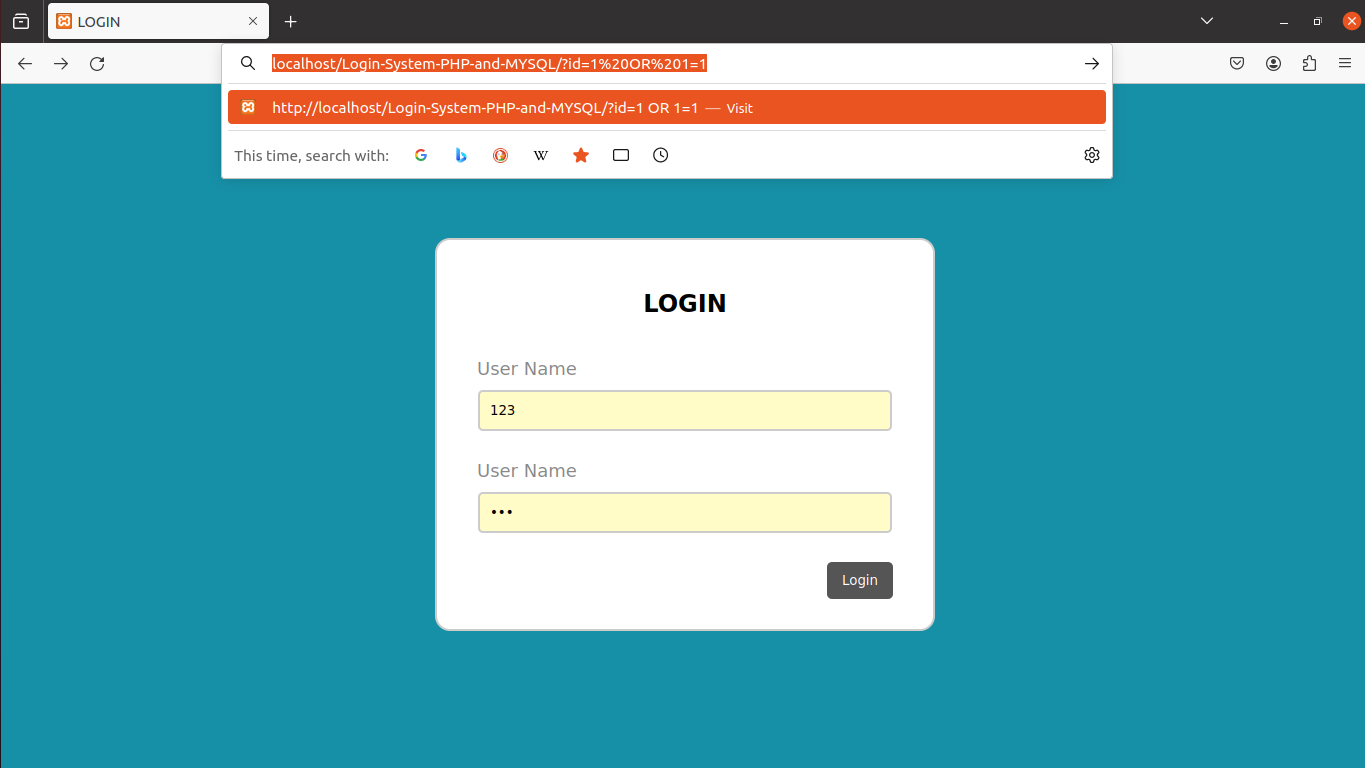 LOGIN
localhost/Login-System-PHP-and-MYSQL/?id=1%20OR%201=1
http://localhost/Login-System-PHP-and-MYSQL/?id=1 OR 1=1 — Visit
This time, search with:
LOGIN
User Name
123
User Name
•••
Login